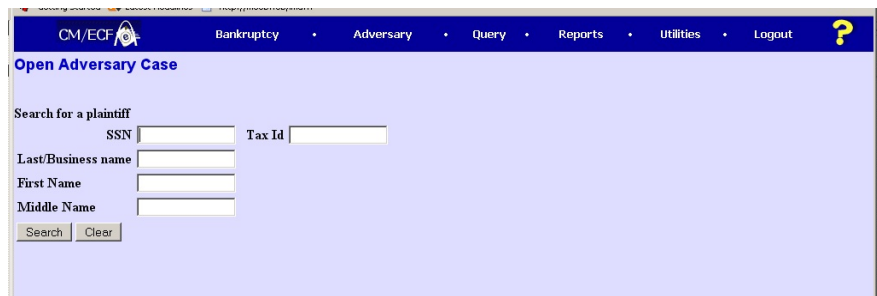 CM/ECF Bankruptcy • Adversary • Query • Reports • Utilities • Logout ?
Open Adversary Case
Search for a plaintiff
SSN Tax Id
Last/Business name
First Name
Middle Name
Search Clear